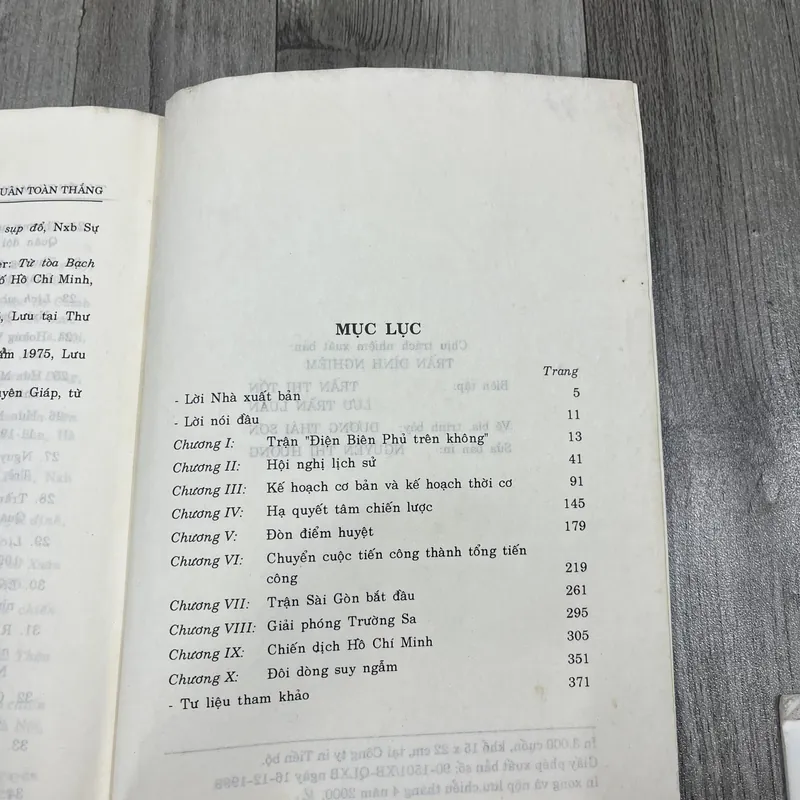 UÂN TOÀN THẮNG
sụp đổ, Nxb Sự
er: Từ tòa Bạch
ố Hồ Chí Minh,
, Lưu tại Thư
ăm 1975, Lưu
uyên Giáp, từ
MỤC LỤC
Trang
- Lời Nhà xuất bản 5
- Lời nói đầu 11
Chương I: Trận "Điện Biên Phủ trên không" 13
Chương II: Hội nghị lịch sử 41
Chương III: Kế hoạch cơ bản và kế hoạch thời cơ 91
Chương IV: Hạ quyết tâm chiến lược 145
Chương V: Đòn điểm huyệt 179
Chương VI: Chuyển cuộc tiến công thành tổng tiến
công 219
Chương VII: Trận Sài Gòn bắt đầu 261
Chương VIII: Giải phóng Trường Sa 295
Chương IX: Chiến dịch Hồ Chí Minh 305
Chương X: Đôi dòng suy ngẫm 351
- Tư liệu tham khảo 371